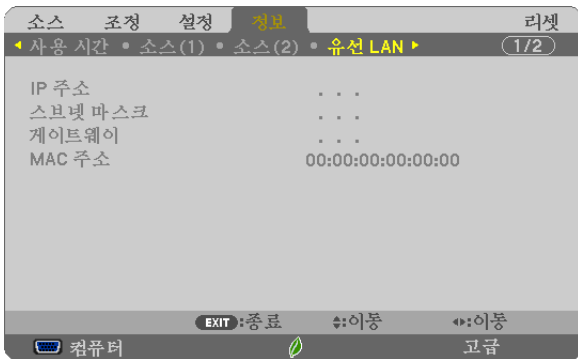 소스 조정 설정 정보 리셋
사용 시간 • 소스(1) • 소스(2) • 유선 LAN 1/2
IP 주소 . . .
스브넷 마스크 . . .
게이트웨이 . . .
MAC 주소 00:00:00:00:00:00
EXIT :종료 :이동 :이동
컴퓨터 고급